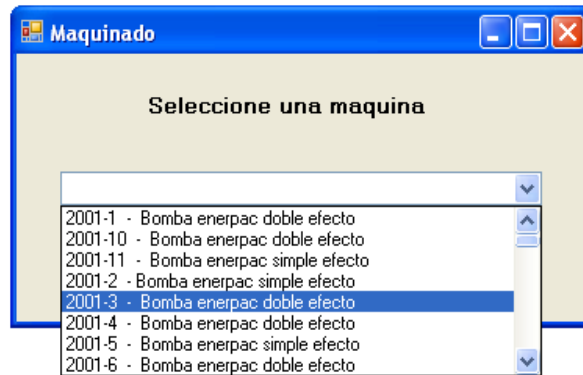 Maquinado
Seleccione una maquina
2001-1 - Bomba enerpac doble efecto
2001-10 - Bomba enerpac doble efecto
2001-11 - Bomba enerpac simple efecto
2001-2 - Bomba enerpac simple efecto
2001-3 - Bomba enerpac doble efecto
2001-4 - Bomba enerpac doble efecto
2001-5 - Bomba enerpac simple efecto
2001-6 - Bomba enerpac doble efecto